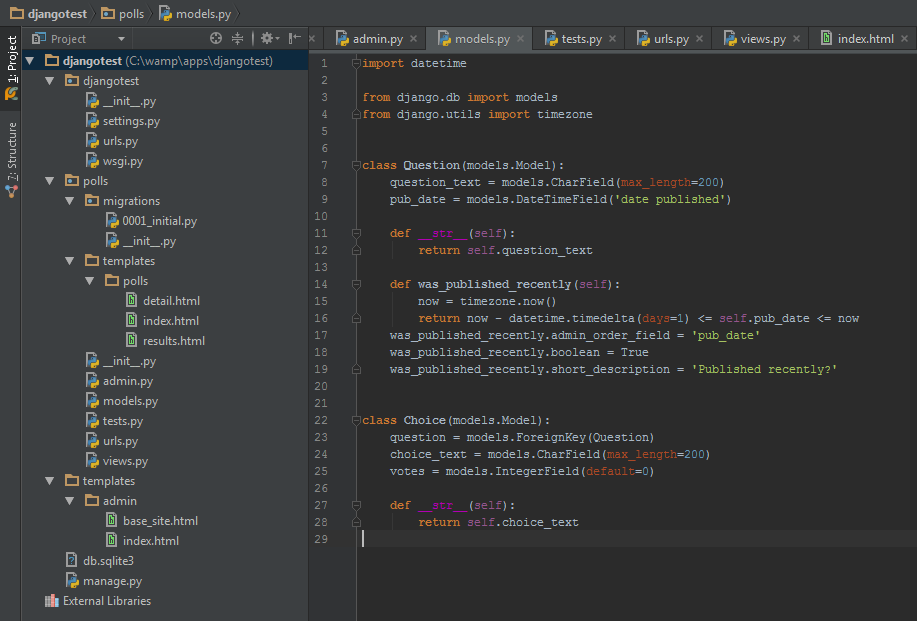 djangotest polls models.py
1: Project
7: Structure
Project
djangotest (C:\wamp\apps\djangotest)
djangotest
__init__.py
settings.py
urls.py
wsgi.py
polls
migrations
0001_initial.py
__init__.py
templates
polls
detail.html
index.html
results.html
__init__.py
admin.py
models.py
tests.py
urls.py
views.py
templates
admin
base_site.html
index.html
db.sqlite3
manage.py
External Libraries
admin.py models.py tests.py urls.py views.py index.html
1 import datetime
2
3 from django.db import models
4 from django.utils import timezone
5
6
7 class Question(models.Model):
8     question_text = models.CharField(max_length=200)
9     pub_date = models.DateTimeField('date published')
10
11     def __str__(self):
12         return self.question_text
13
14     def was_published_recently(self):
15         now = timezone.now()
16         return now - datetime.timedelta(days=1) <= self.pub_date <= now
17     was_published_recently.admin_order_field = 'pub_date'
18     was_published_recently.boolean = True
19     was_published_recently.short_description = 'Published recently?'
20
21
22 class Choice(models.Model):
23     question = models.ForeignKey(Question)
24     choice_text = models.CharField(max_length=200)
25     votes = models.IntegerField(default=0)
26
27     def __str__(self):
28         return self.choice_text
29